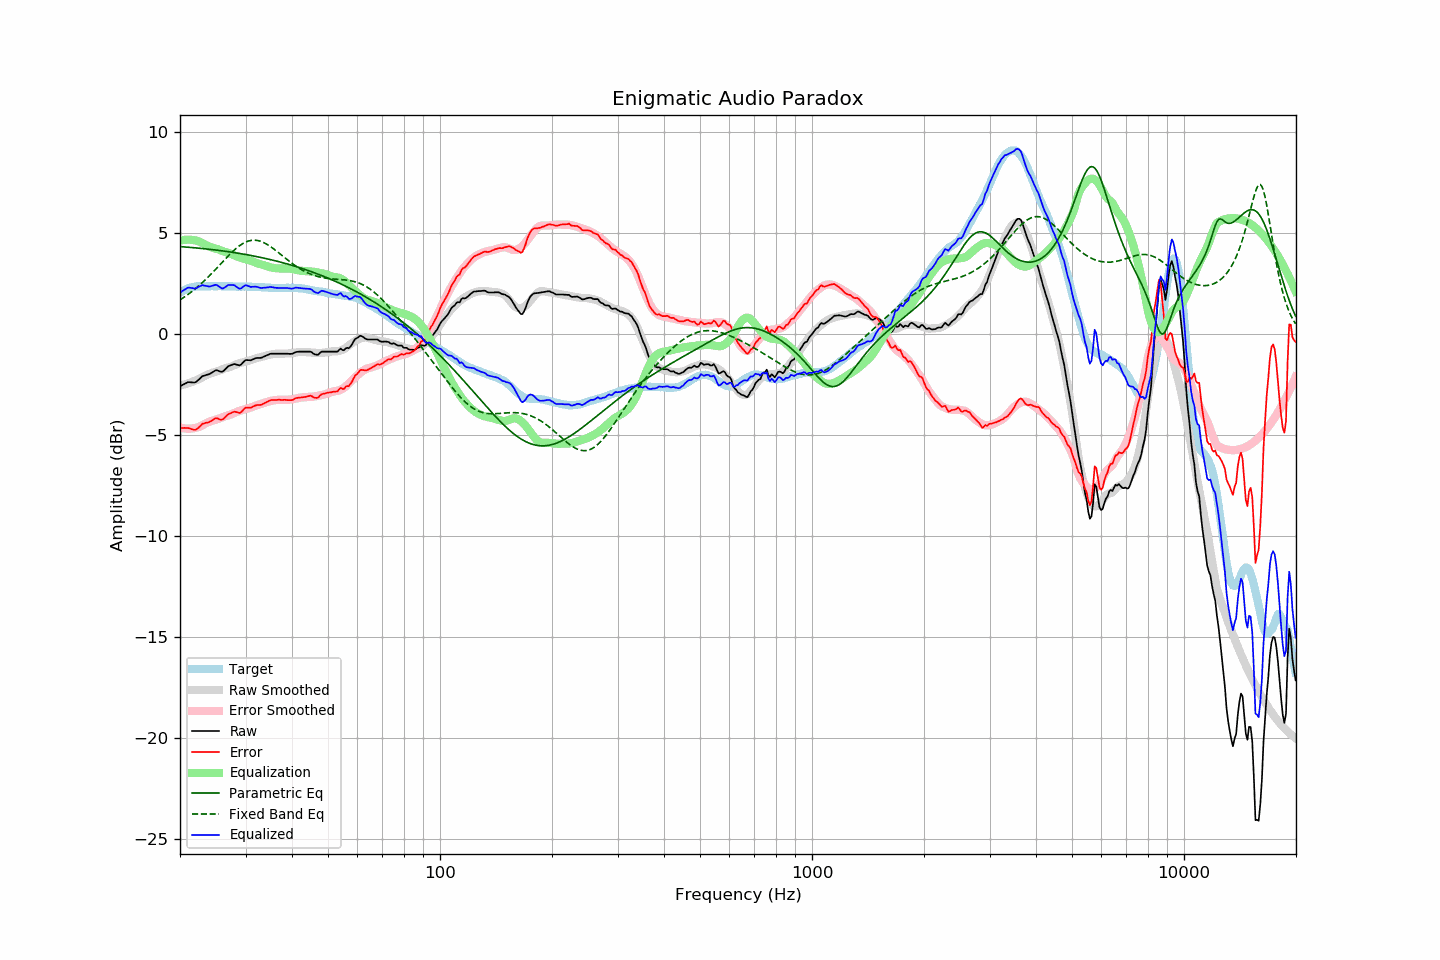 Enigmatic Audio Paradox
10
5
0
−5
−10
−15
−20
−25
Amplitude (dBr)
Target
Raw Smoothed
Error Smoothed
Raw
Error
Equalization
Parametric Eq
Fixed Band Eq
Equalized
100 1000 10000
Frequency (Hz)